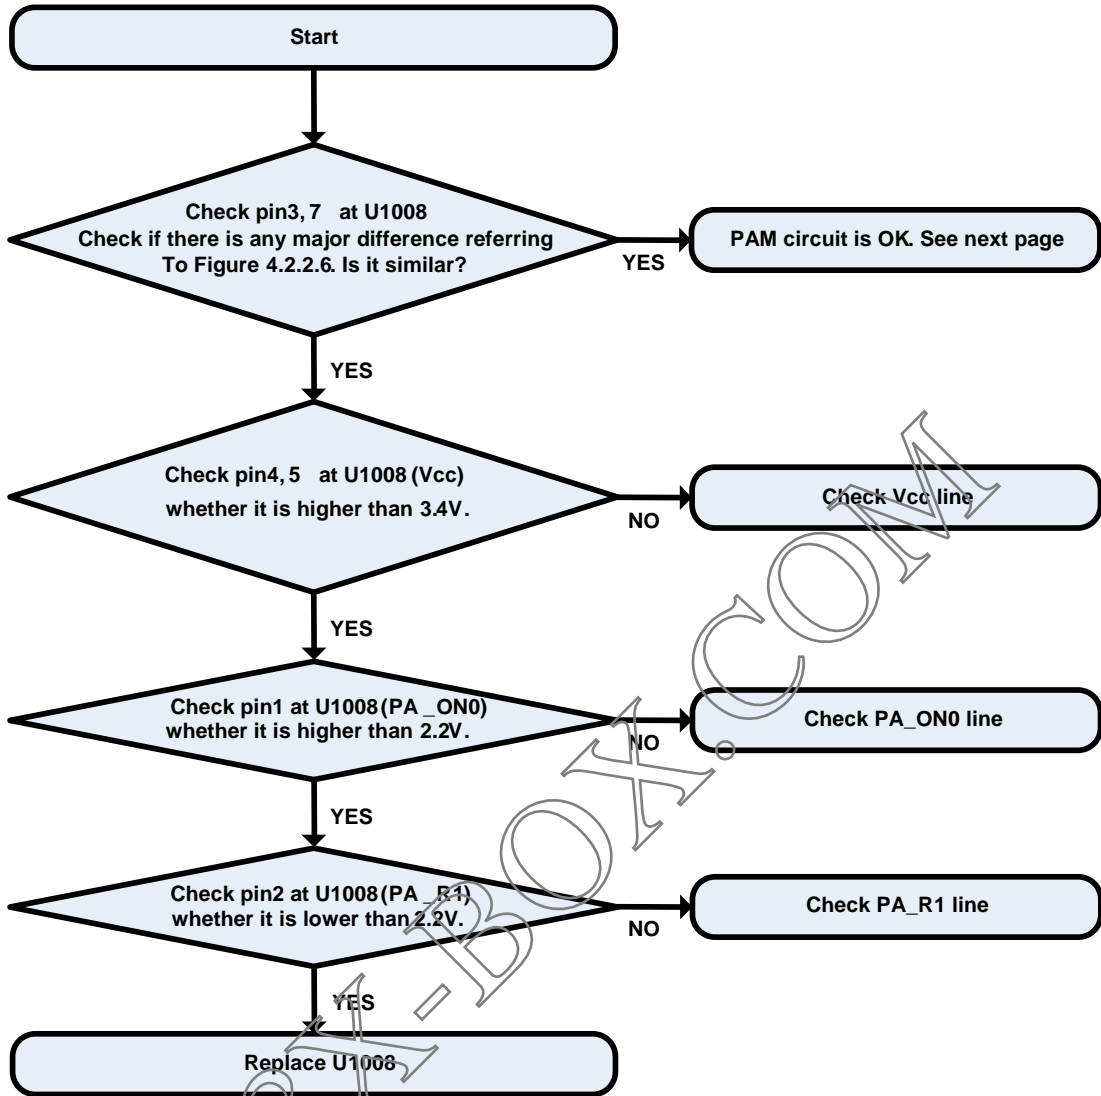 Start
Check pin3, 7 at U1008
Check if there is any major difference referring
To Figure 4.2.2.6. Is it similar?
YES
PAM circuit is OK. See next page
YES
Check pin4, 5 at U1008 (Vcc)
whether it is higher than 3.4V.
NO
Check Vcc line
YES
Check pin1 at U1008(PA _ON0)
whether it is higher than 2.2V.
NO
Check PA_ON0 line
YES
Check pin2 at U1008(PA _R1)
whether it is lower than 2.2V.
NO
Check PA_R1 line
YES
Replace U1008
X-BOX.COM